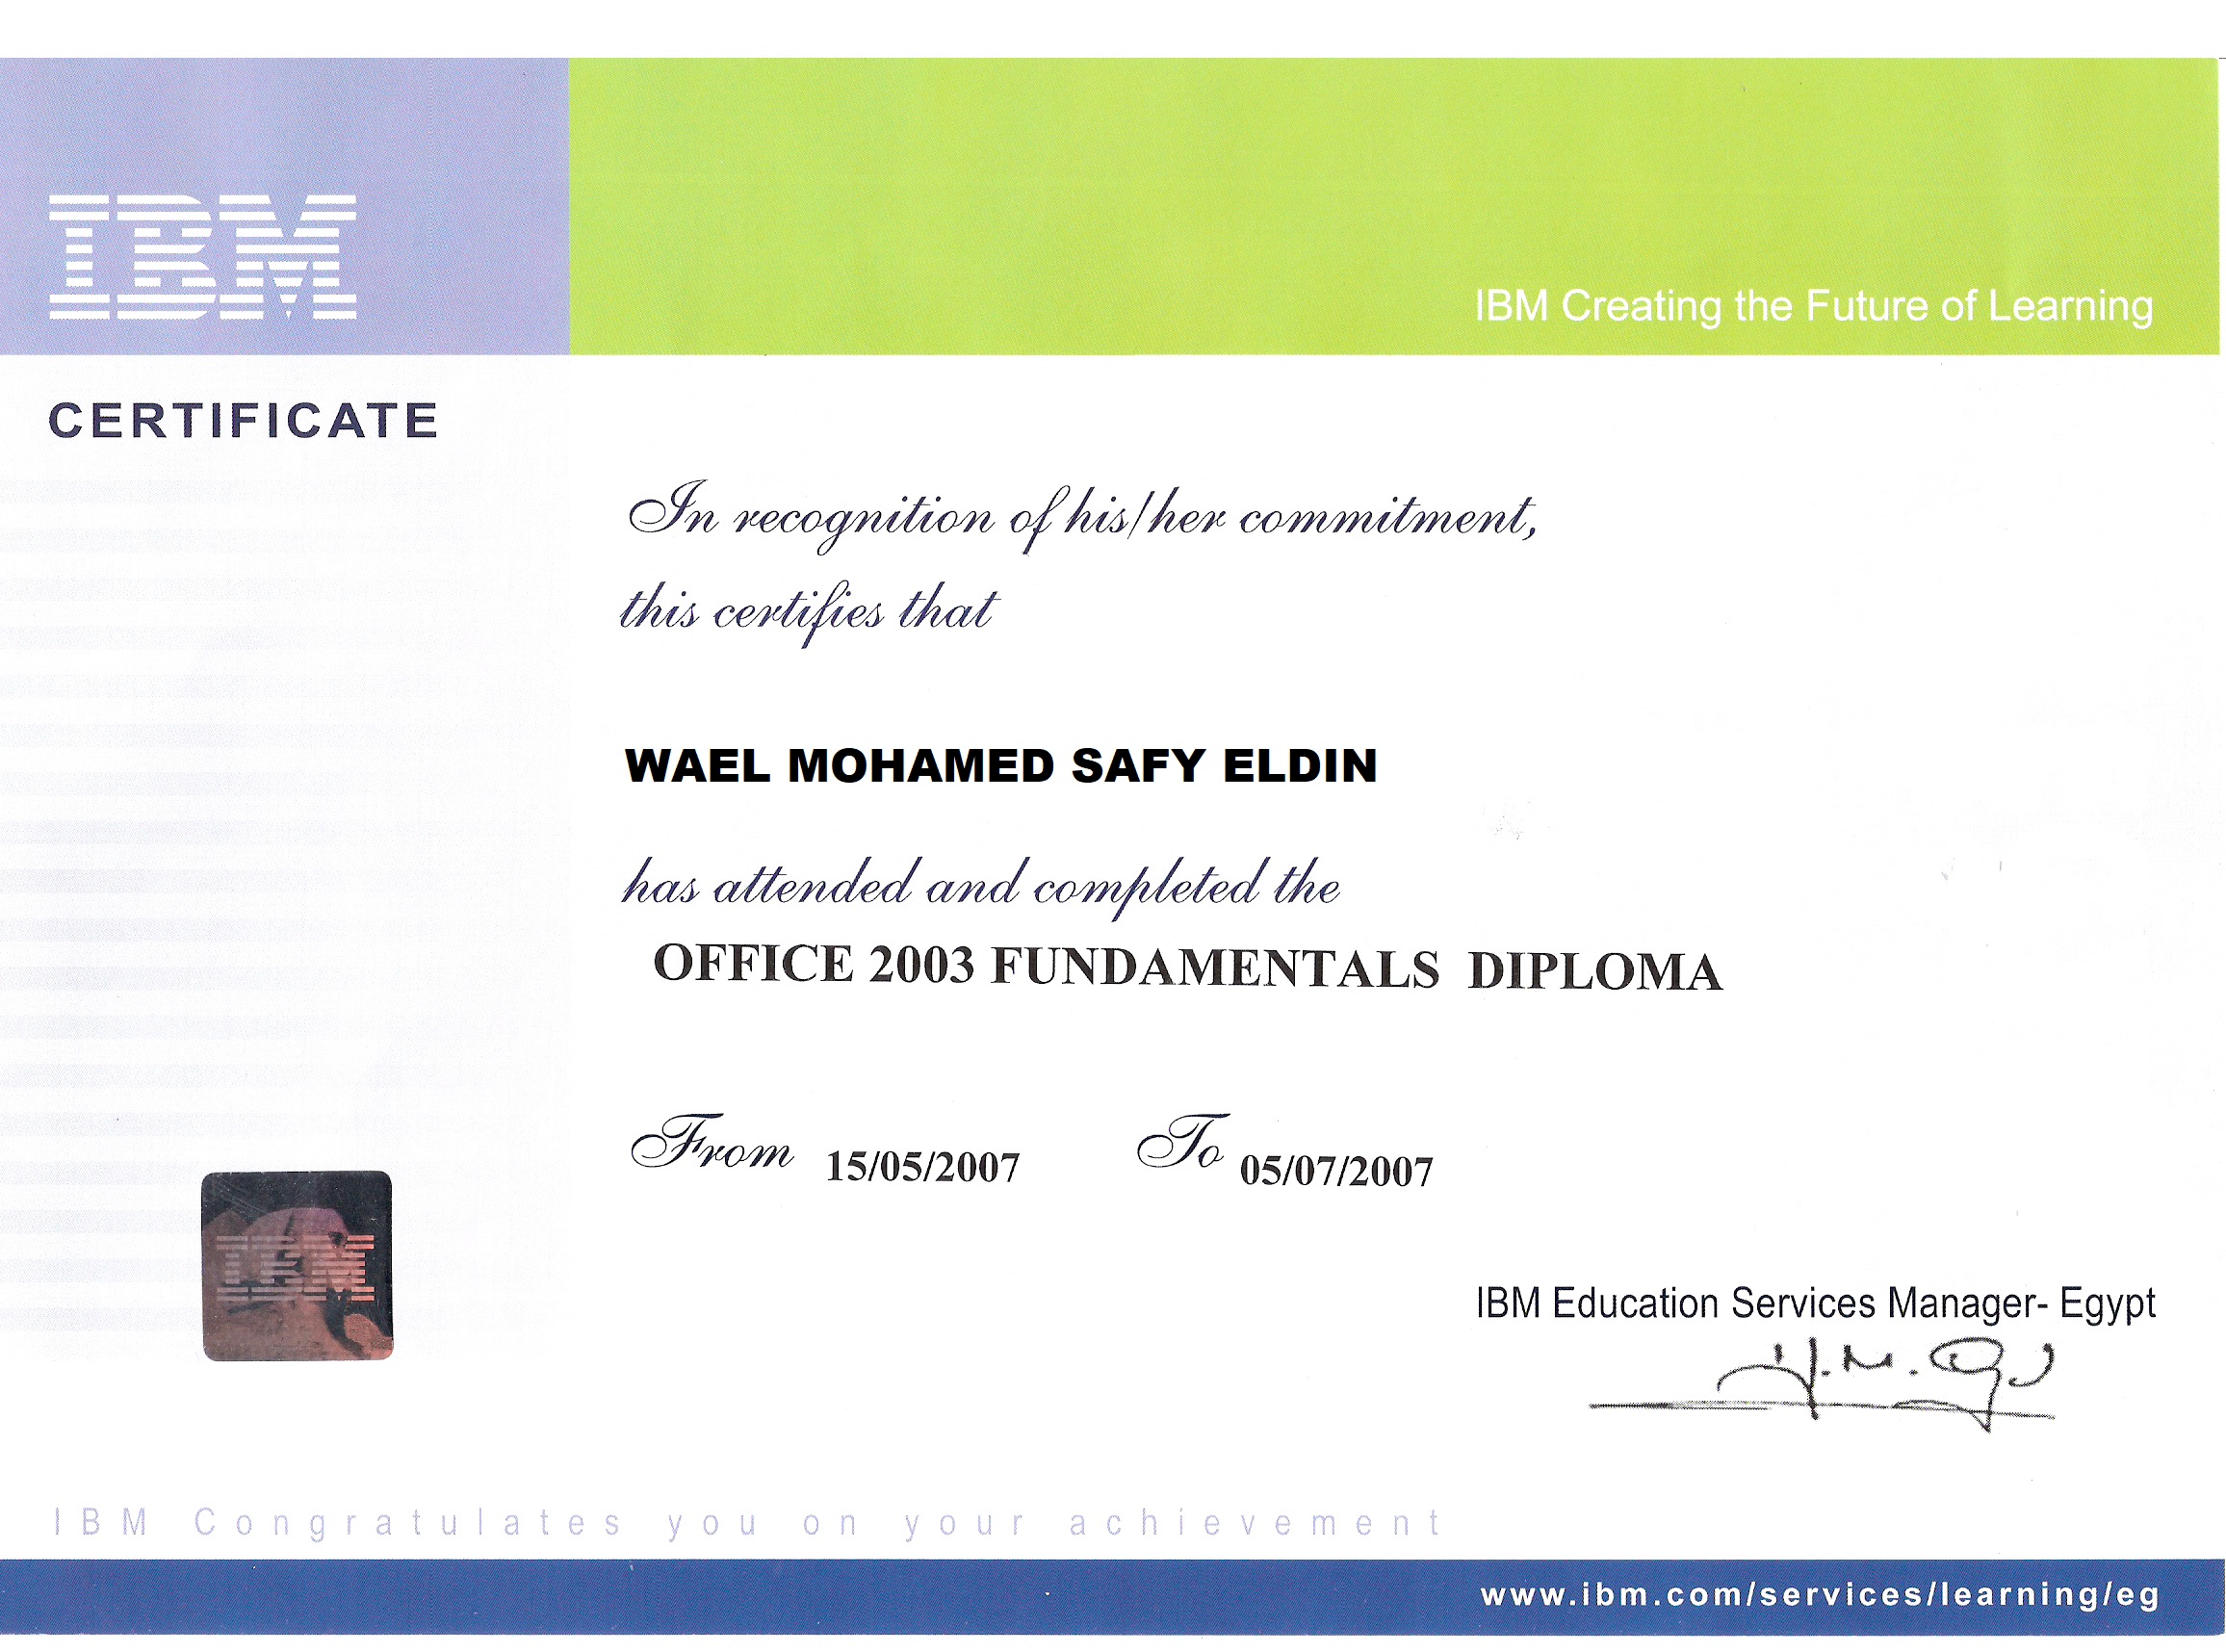 IBM
IBM Creating the Future of Learning
CERTIFICATE
In recognition of his/her commitment,
this certifies that
WAEL MOHAMED SAFY ELDIN
has attended and completed the
OFFICE 2003 FUNDAMENTALS  DIPLOMA
From 15/05/2007 To 05/07/2007
IBM
IBM Education Services Manager- Egypt
IBM Congratulates you on your achievement
www.ibm.com/services/learning/eg